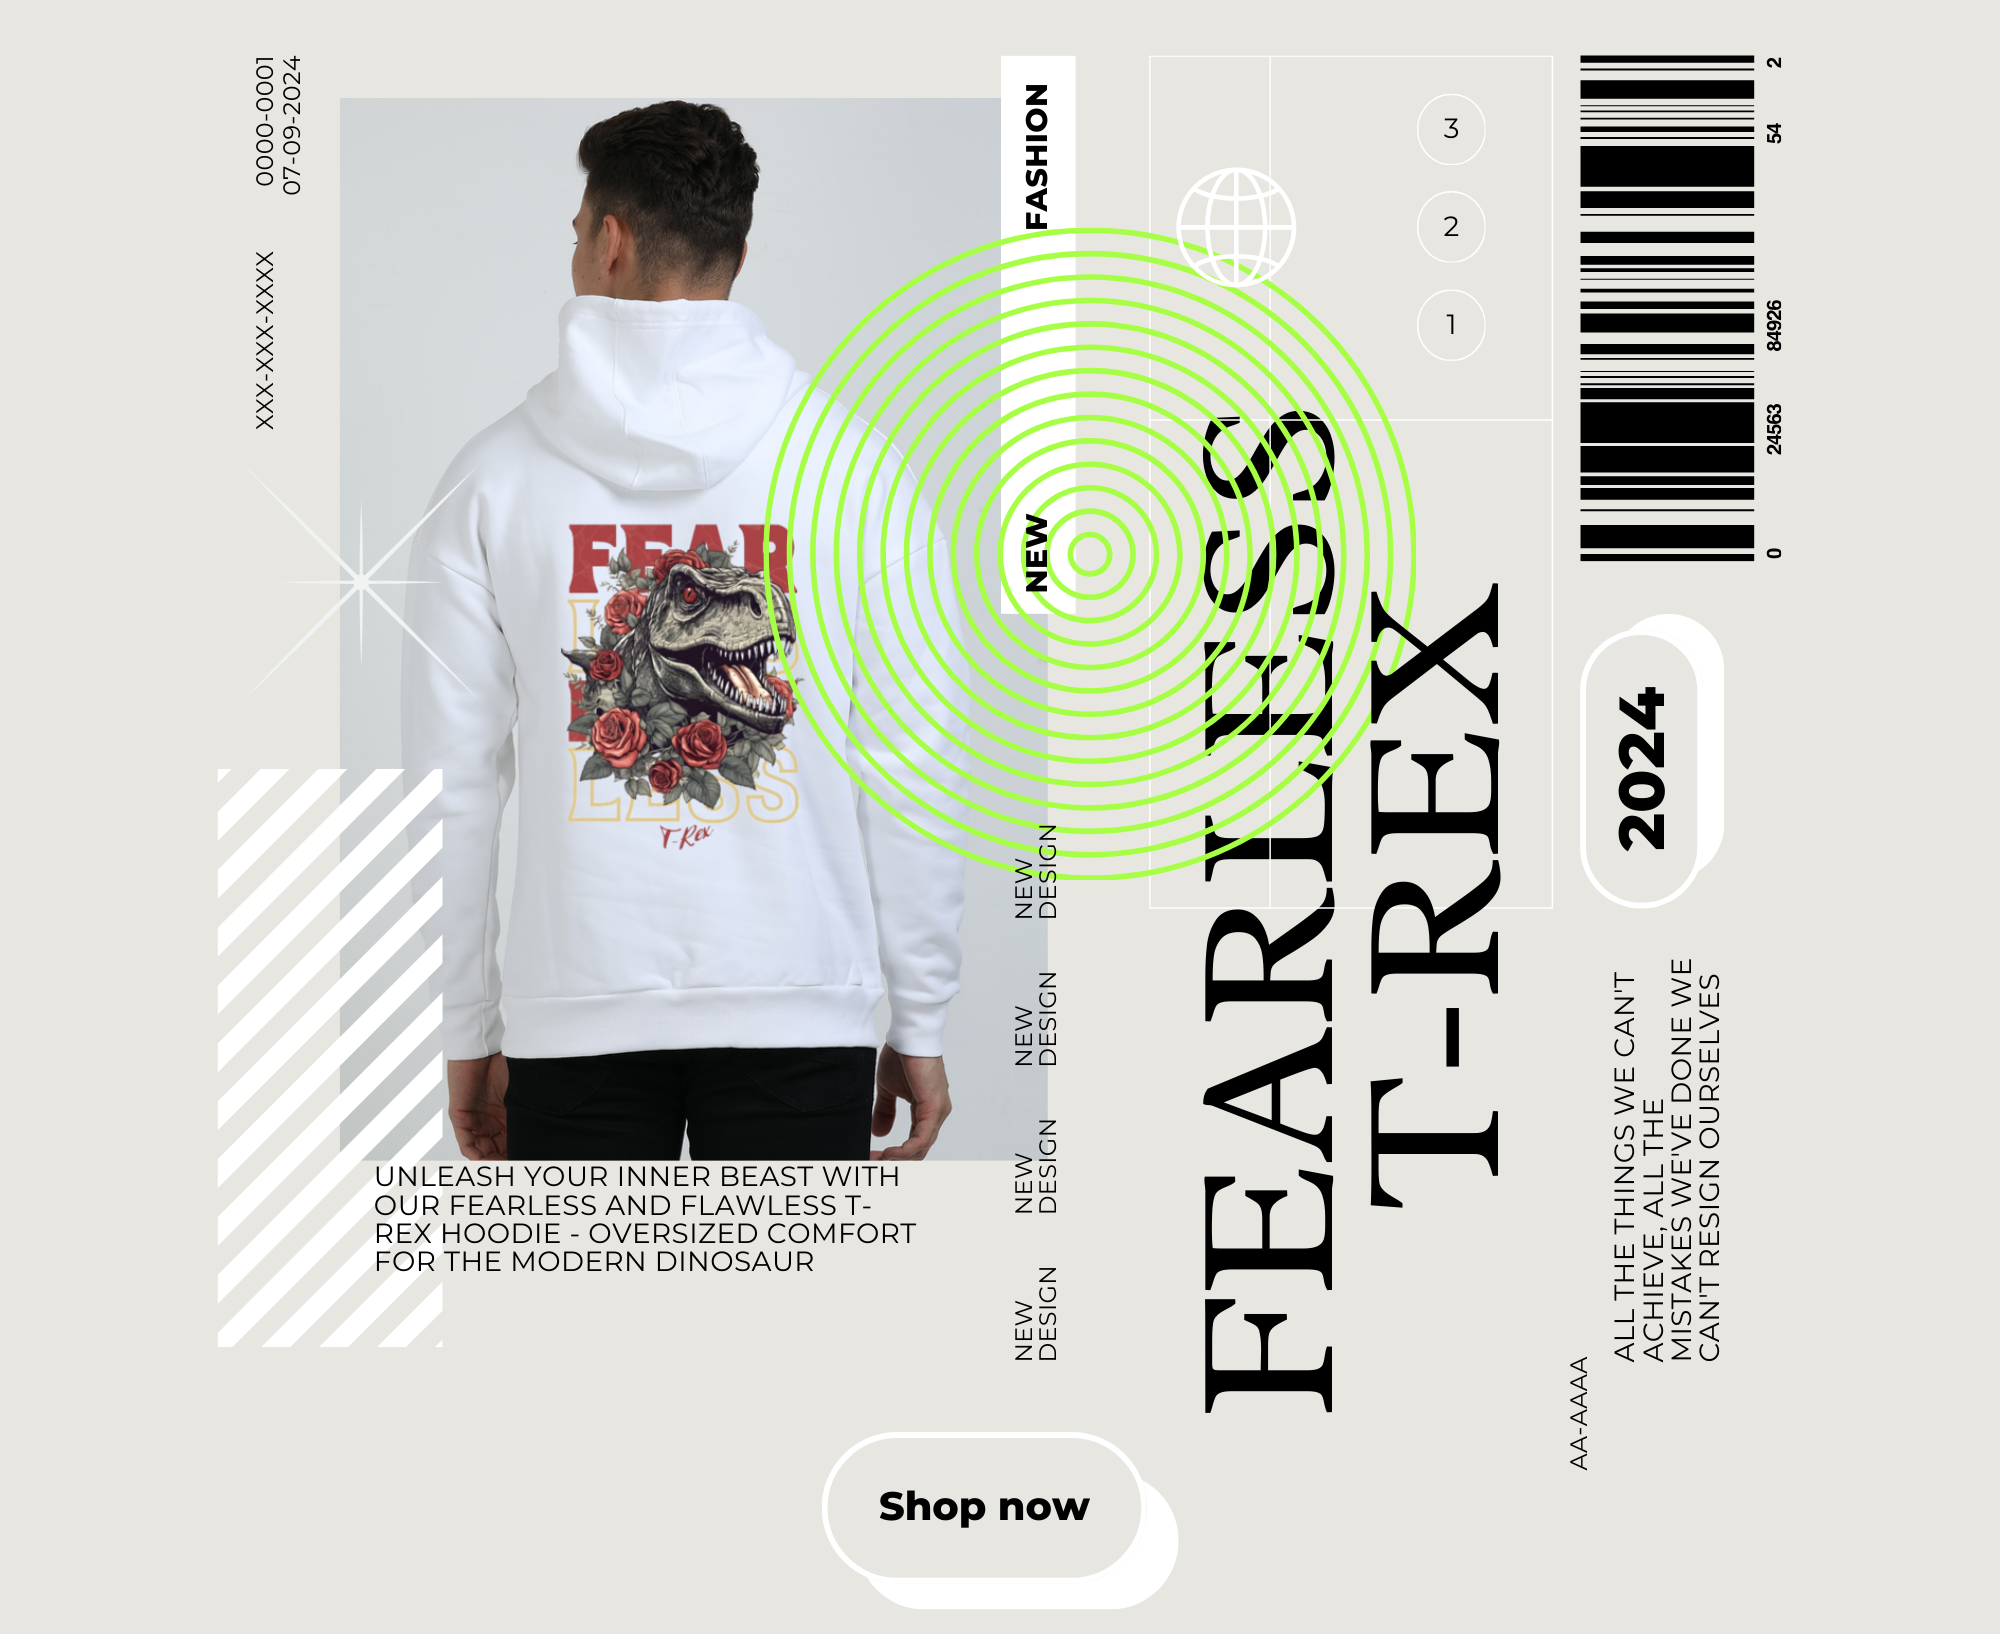 0000-0001
07-09-2024
XXX-XXXX-XXXX
FASHION
NEW
3
2
1
2
54
84926
24563
0
FEAR
LESS
T-Rex
NEW
DESIGN
NEW
DESIGN
NEW
DESIGN
NEW
DESIGN
FEARLESS
T-REX
2024
ALL THE THINGS WE CAN'T
ACHIEVE, ALL THE
MISTAKES WE'VE DONE WE
CAN'T RESIGN OURSELVES
AA-AAAA
UNLEASH YOUR INNER BEAST WITH
OUR FEARLESS AND FLAWLESS T-
REX HOODIE - OVERSIZED COMFORT
FOR THE MODERN DINOSAUR
Shop now